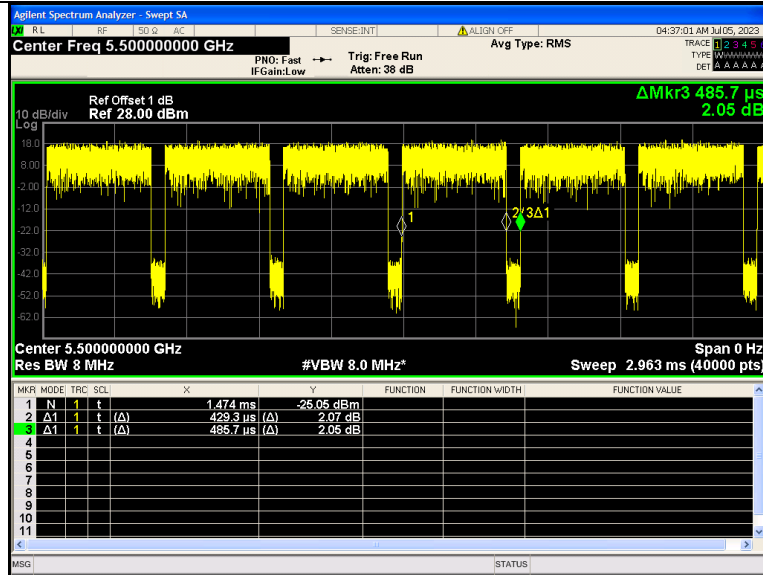 Agilent Spectrum Analyzer - Swept SA
LXI RL RF 50 Ω AC SENSE:INT ALIGN OFF 04:37:01 AM Jul 05, 2023
Center Freq 5.500000000 GHz
PNO: Fast
IFGain:Low
Trig: Free Run
Atten: 38 dB
Avg Type: RMS
TRACE 1 2 3 4 5
TYPE W
DET A A A A A
ΔMkr3 485.7 µs
2.05 dB
Ref Offset 1 dB
10 dB/div Ref 28.00 dBm
Log
18.0
8.00
-2.00
-12.0
-22.0
-32.0
-42.0
-52.0
-62.0
1
2 3Δ1
Center 5.500000000 GHz Span 0 Hz
Res BW 8 MHz #VBW 8.0 MHz* Sweep 2.963 ms (40000 pts)
MKR MODE TRC SCL X Y FUNCTION FUNCTION WIDTH FUNCTION VALUE
1 N 1 t 1.474 ms -25.05 dBm
2 Δ1 1 t (Δ) 429.3 µs (Δ) 2.07 dB
3 Δ1 1 t (Δ) 485.7 µs (Δ) 2.05 dB
4
5
6
7
8
9
10
11
MSG STATUS